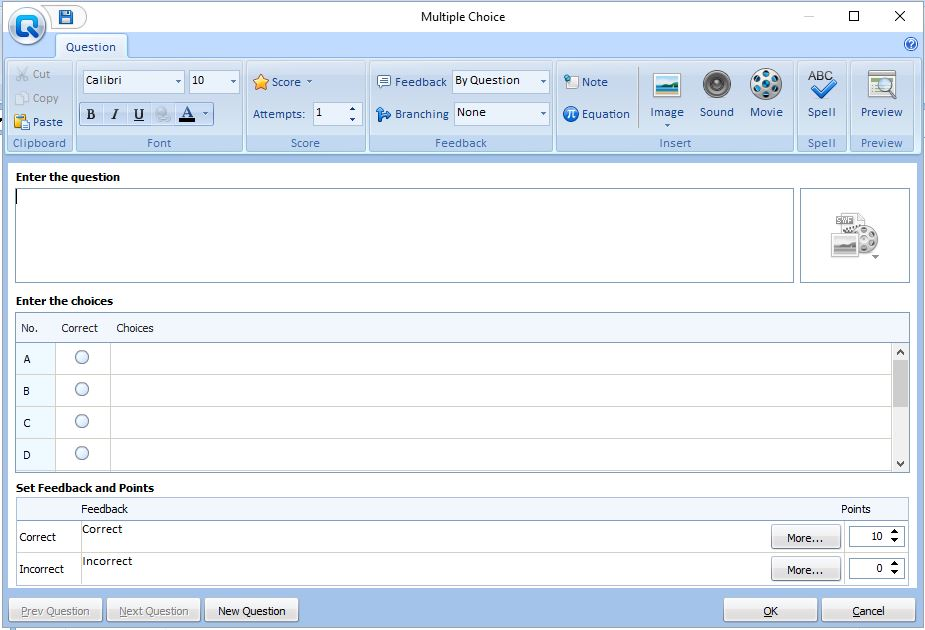 Multiple Choice
Question
Cut
Copy
Paste
Clipboard
Calibri 10
B I U A
Font
Score
Attempts: 1
Score
Feedback By Question
Branching None
Feedback
Note
Equation
Image Sound Movie
Insert
ABC
Spell
Spell
Preview
Preview
Enter the question
SWF
Enter the choices
No. Correct Choices
A
B
C
D
Set Feedback and Points
Feedback Points
Correct Correct More... 10
Incorrect Incorrect More... 0
Prev Question Next Question New Question OK Cancel